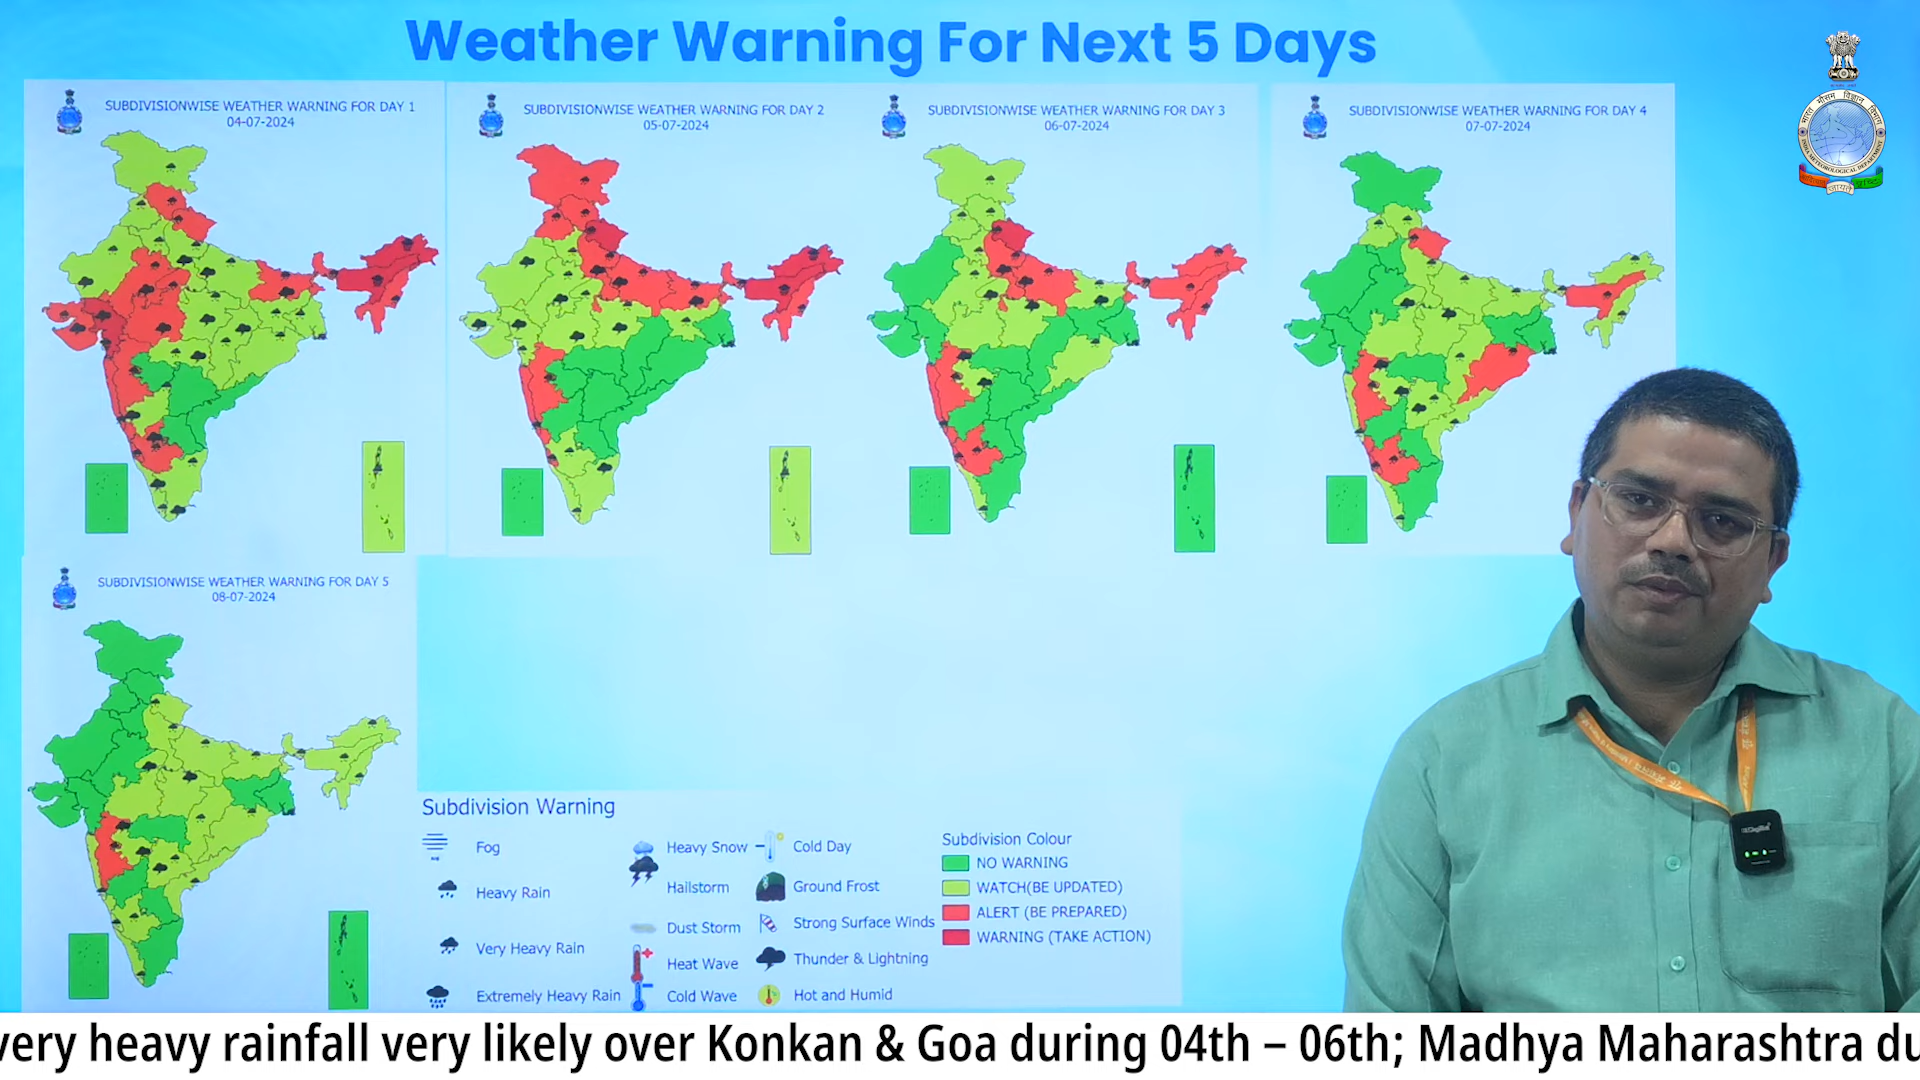 Weather Warning For Next 5 Days
SUBDIVISIONWISE WEATHER WARNING FOR DAY 1
04-07-2024
SUBDIVISIONWISE WEATHER WARNING FOR DAY 2
05-07-2024
SUBDIVISIONWISE WEATHER WARNING FOR DAY 3
06-07-2024
SUBDIVISIONWISE WEATHER WARNING FOR DAY 4
07-07-2024
भारत मौसम विज्ञान विभाग
INDIA METEOROLOGICAL DEPARTMENT
SUBDIVISIONWISE WEATHER WARNING FOR DAY 5
08-07-2024
Subdivision Warning
Fog
Heavy Rain
Very Heavy Rain
Extremely Heavy Rain
Heavy Snow
Hailstorm
Dust Storm
Heat Wave
Cold Wave
Cold Day
Ground Frost
Strong Surface Winds
Thunder & Lightning
Hot and Humid
Subdivision Colour
NO WARNING
WATCH(BE UPDATED)
ALERT (BE PREPARED)
WARNING (TAKE ACTION)
very heavy rainfall very likely over Konkan & Goa during 04th – 06th; Madhya Maharashtra du